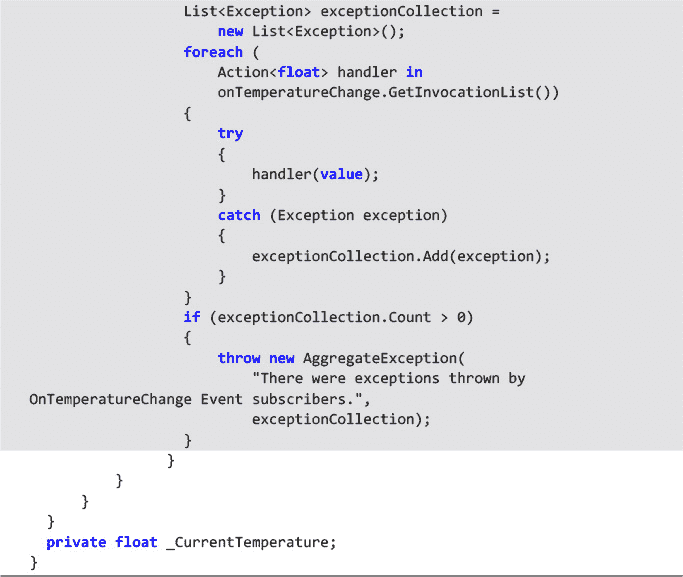 List<Exception> exceptionCollection =
new List<Exception>();
foreach (
Action<float> handler in
onTemperatureChange.GetInvocationList())
{
try
{
handler(value);
}
catch (Exception exception)
{
exceptionCollection.Add(exception);
}
}
if (exceptionCollection.Count > 0)
{
throw new AggregateException(
"There were exceptions thrown by
OnTemperatureChange Event subscribers.",
exceptionCollection);
}
}
}
}
}
private float _CurrentTemperature;
}